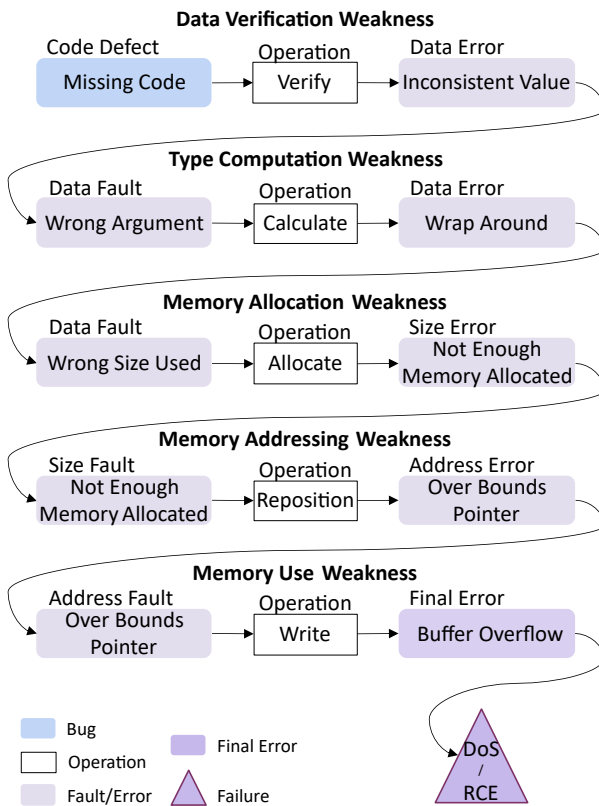 Data Verification Weakness
Code Defect
Operation
Data Error
Missing Code
Verify
Inconsistent Value
Type Computation Weakness
Data Fault
Operation
Data Error
Wrong Argument
Calculate
Wrap Around
Memory Allocation Weakness
Data Fault
Operation
Size Error
Wrong Size Used
Allocate
Not Enough
Memory Allocated
Memory Addressing Weakness
Size Fault
Operation
Address Error
Not Enough
Memory Allocated
Reposition
Over Bounds
Pointer
Memory Use Weakness
Address Fault
Operation
Final Error
Over Bounds
Pointer
Write
Buffer Overflow
Bug
Operation
Fault/Error
Final Error
Failure
DoS
/
RCE